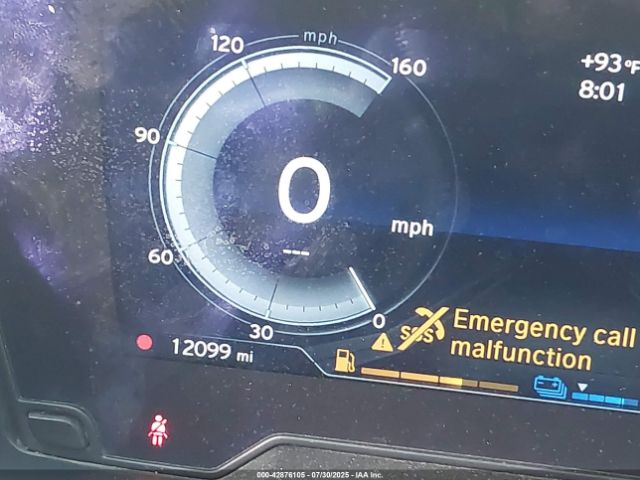 mph
120
160
+93 °F
8:01
90
0
mph
60
---
30
0
SOS
Emergency call
malfunction
12099 mi
000-42876105 - 07/30/2025 - IAA Inc.